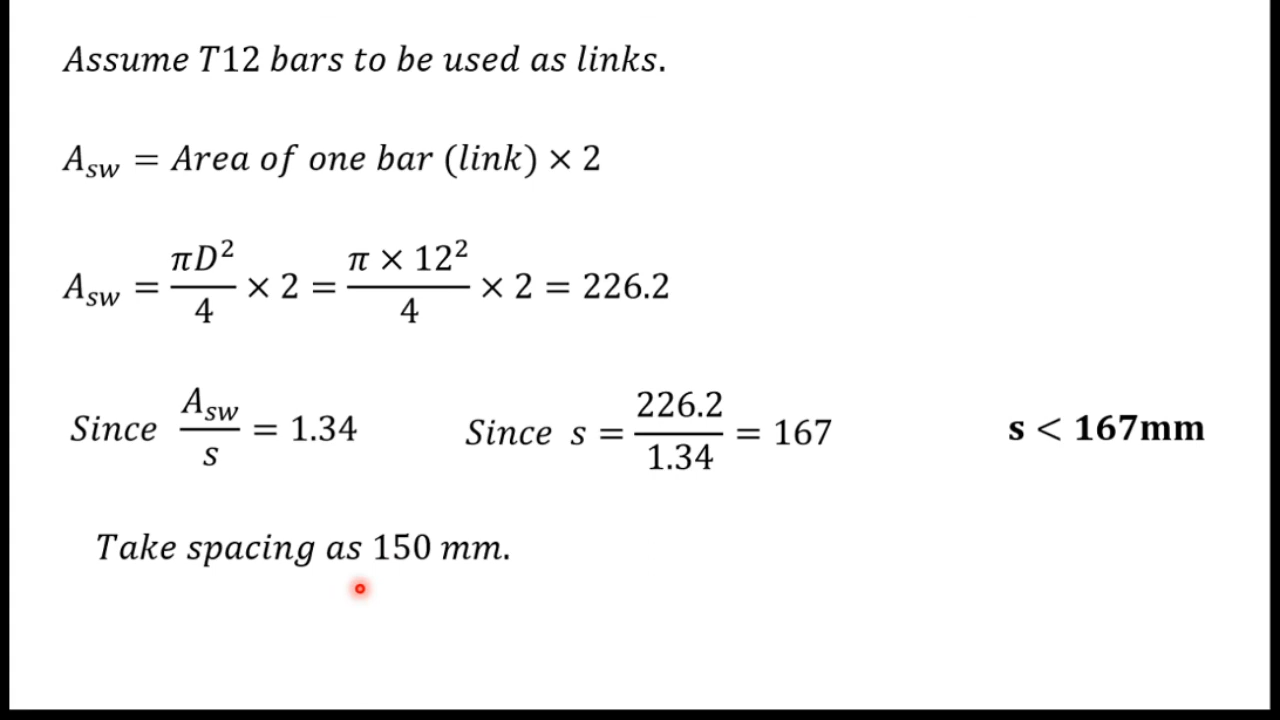 Assume T12 bars to be used as links.
A_sw = Area of one bar (link) × 2
A_sw = πD²/4 × 2 = π × 12²/4 × 2 = 226.2
Since A_sw/s = 1.34 Since s = 226.2/1.34 = 167 s < 167mm
Take spacing as 150 mm.